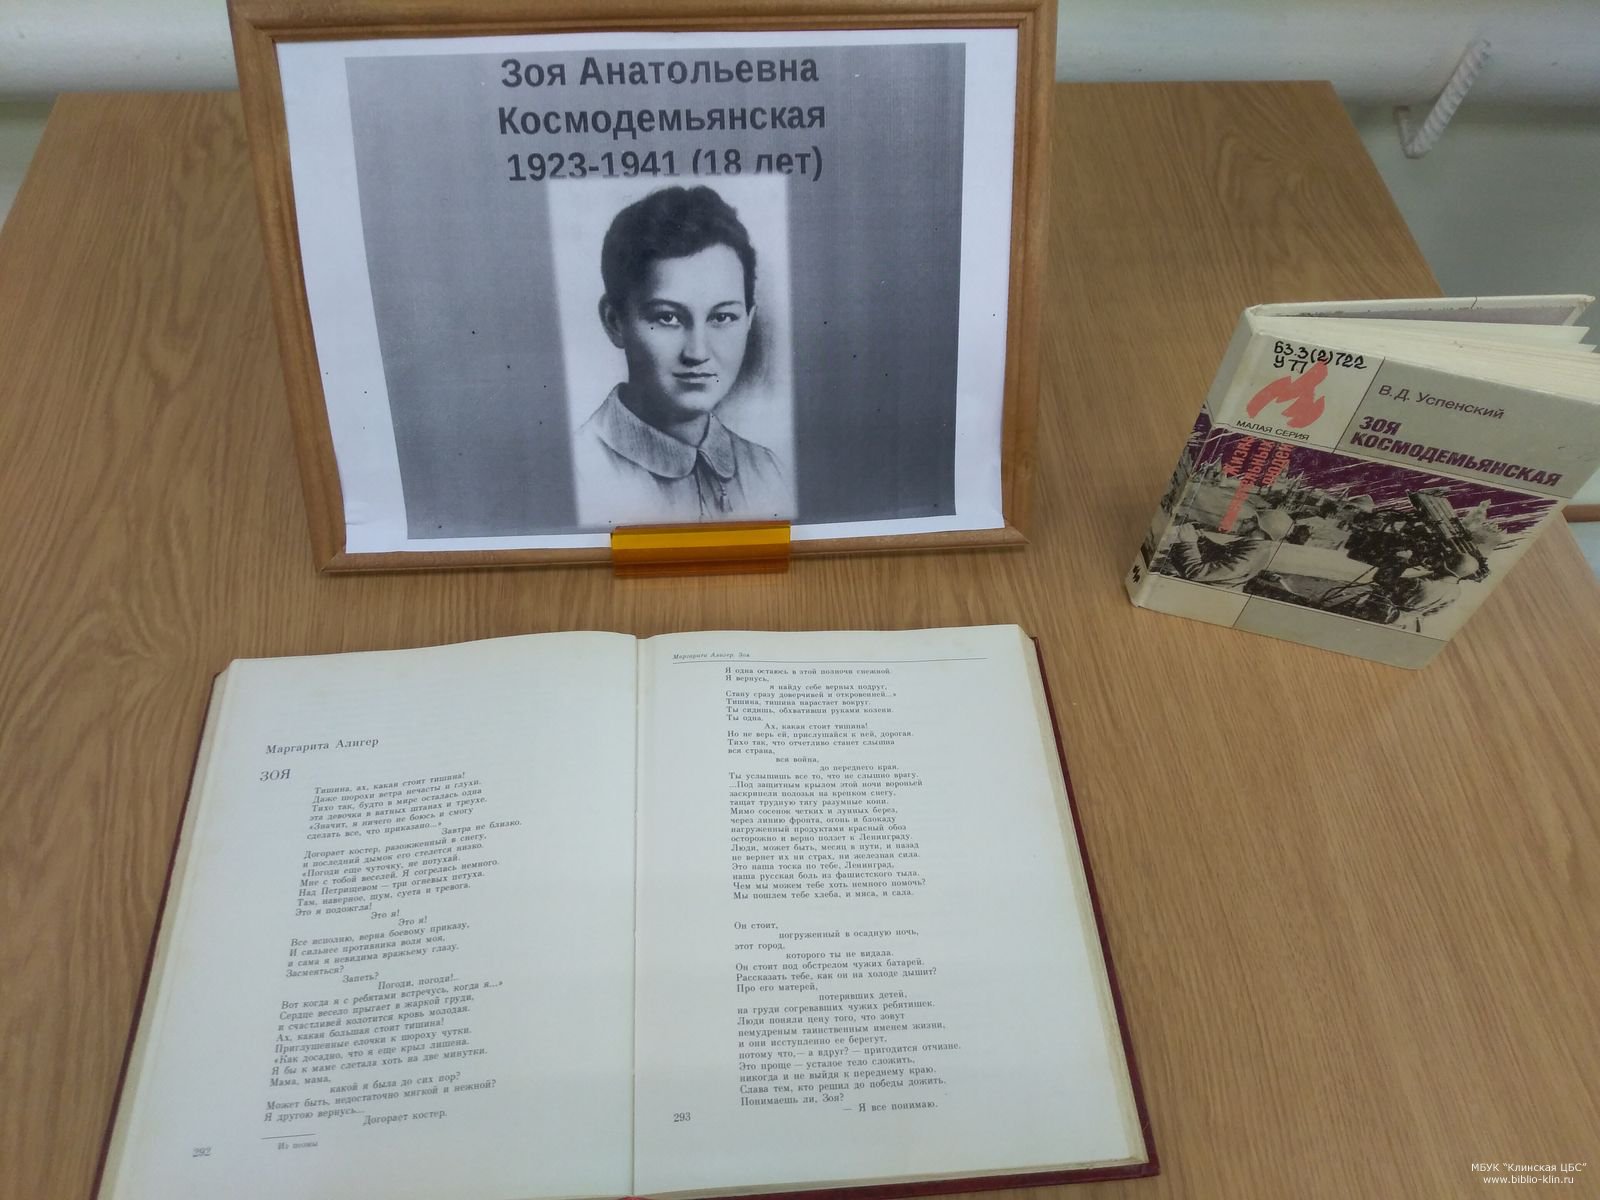 Зоя Анатольевна
Космодемьянская
1923-1941 (18 лет)
Б3.3(2)722
У 77
МАЛАЯ СЕРИЯ
Жизнь
замечательных
людей
В. Д. Успенский
ЗОЯ
КОСМОДЕМЬЯНСКАЯ
Маргарита Алигер
ЗОЯ
Тишина, ах, какая стоит тишина!
Даже шорохи ветра нечасты и глухи.
Тихо так, будто в мире осталась одна
эта девочка в ватных штанах и треухе.
«Значит, я ничего не боюсь и смогу
сделать все, что приказано...»
Завтра не близко.
Догорает костер, разожженный в снегу,
и последний дымок его стелется низко.
«Погоди еще чуточку, не потухай.
Мне с тобой веселей. Я согрелась немного.
Над Петрищевом — три огневых петуха.
Там, наверное, шум, суета и тревога.
Это я подожгла!
Это я!
Это я!
Все исполню, верна боевому приказу,
И сильнее противника воля моя,
и сама я невидима вражьему глазу.
Засмеяться?
Запеть?
Погоди, погоди!..
Вот когда я с ребятами встречусь, когда я...»
Сердце весело прыгает в жаркой груди,
и счастливей колотится кровь молодая.
Ах, какая большая стоит тишина!
Приглушенные елочки к шороху чутки.
«Как досадно, что я еще крыл лишена.
Я бы к маме слетала хоть на две минутки.
Мама, мама,
какой я была до сих пор?
Может быть, недостаточно мягкой и нежной?
Я другою вернусь...
Догорает костер.
Из поэмы
292
Маргарита Алигер. Зоя
Я одна остаюсь в этой полночи снежной.
Я вернусь,
я найду себе верных подруг,
Стану сразу доверчивей и откровенней...»
Тишина, тишина нарастает вокруг.
Ты сидишь, обхвативши руками колени.
Ты одна.
Ах, какая стоит тишина!
Но не верь ей, прислушайся к ней, дорогая.
Тихо так, что отчетливо станет слышна
вся страна,
вся война,
до переднего края.
Ты услышишь все то, что не слышно врагу.
...Под защитным крылом этой ночи вороньей
заскрипели полозья на крепком снегу,
тащат трудную тягу разумные кони.
Мимо сосенок четких и лунных берез,
через линию фронта, огонь и блокаду
нагруженный продуктами красный обоз
осторожно и верно ползет к Ленинграду.
Люди, может быть, месяц в пути, и назад
не вернет их ни страх, ни железная сила.
Это наша тоска по тебе, Ленинград,
наша русская боль из фашистского тыла.
Чем мы можем тебе хоть немного помочь?
Мы пошлем тебе хлеба, и мяса, и сала.
Он стоит,
погруженный в осадную ночь,
этот город,
которого ты не видала.
Он стоит под обстрелом чужих батарей.
Рассказать тебе, как он на холоде дышит?
Про его матерей,
потерявших детей,
на груди согревавших чужих ребятишек.
Люди поняли цену того, что зовут
немудреным таинственным именем жизни,
и они исступленно ее берегут,
потому что,— а вдруг? — пригодится отчизне.
Это проще — усталое тело сложить,
никогда и не выйдя к переднему краю.
Слава тем, кто решил до победы дожить.
Понимаешь ли, Зоя?
— Я все понимаю.
293
МБУК "Клинская ЦБС"
www.biblio-klin.ru